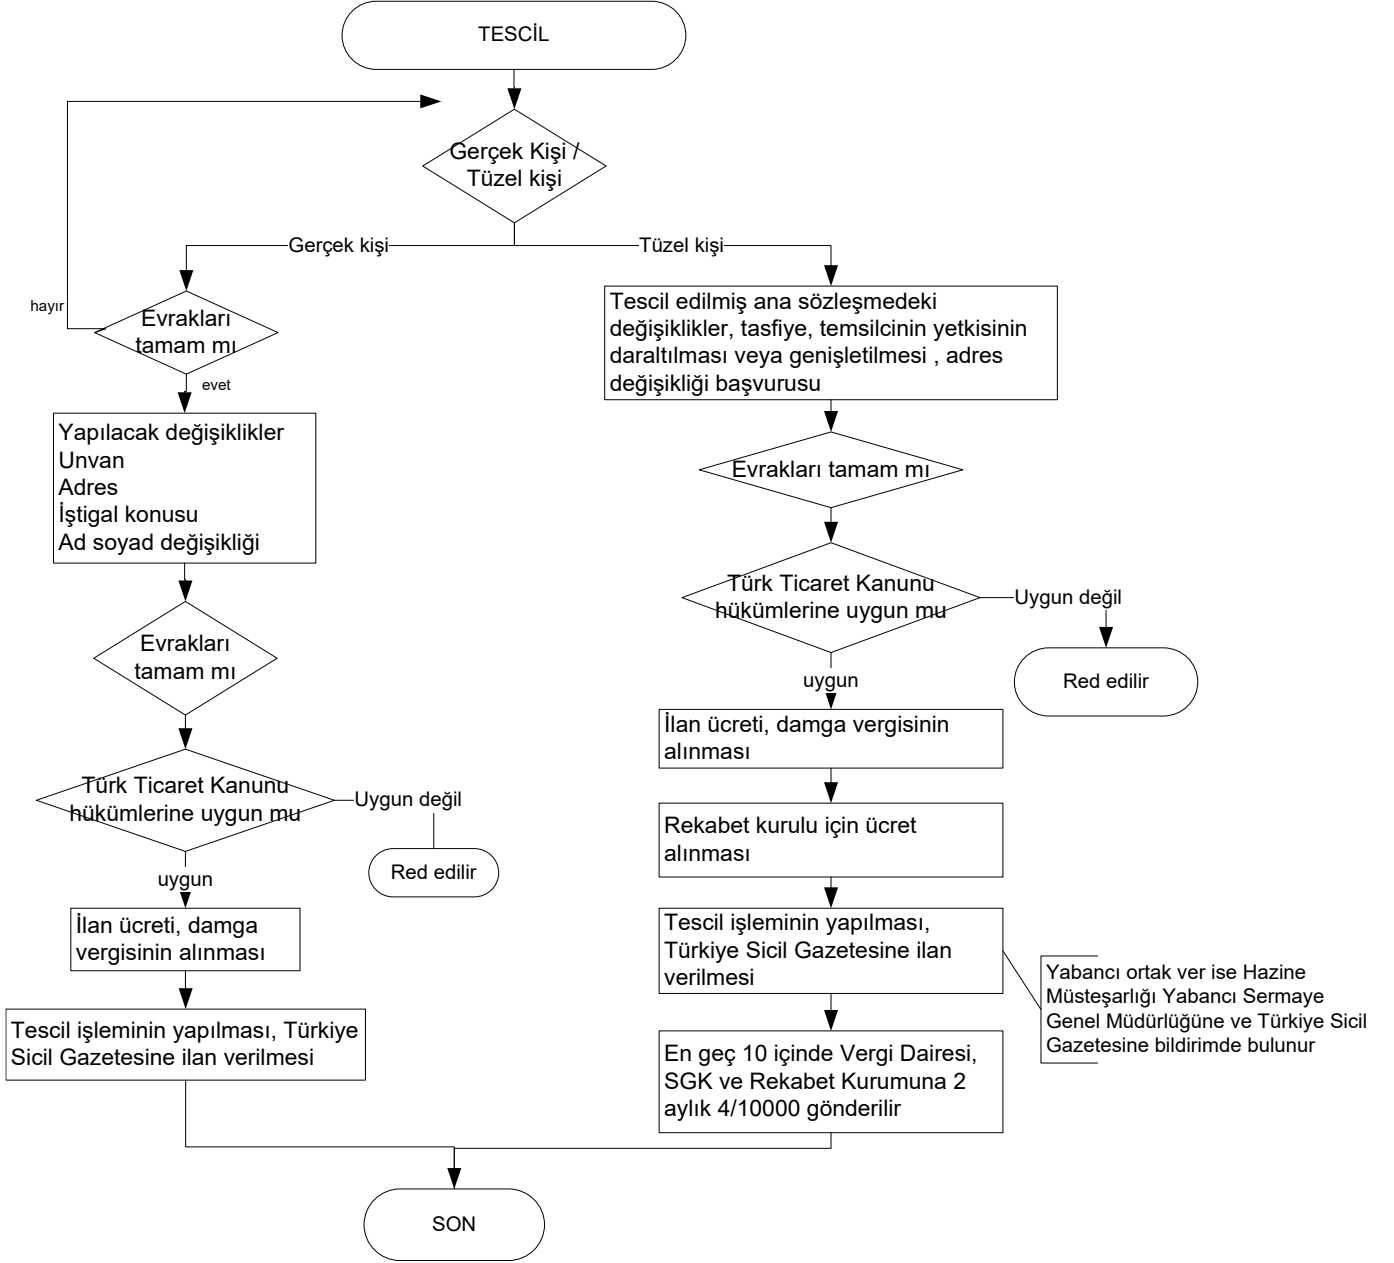 TESCİL
Gerçek Kişi /
Tüzel kişi
Gerçek kişi
Tüzel kişi
hayır
Evrakları
tamam mı
evet
Yapılacak değişiklikler
Unvan
Adres
İştigal konusu
Ad soyad değişikliği
Evrakları
tamam mı
Türk Ticaret Kanunu
hükümlerine uygun mu
Uygun değil
Red edilir
uygun
İlan ücreti, damga
vergisinin alınması
Tescil işleminin yapılması, Türkiye
Sicil Gazetesine ilan verilmesi
Tescil edilmiş ana sözleşmedeki
değişiklikler, tasfiye, temsilcinin yetkisinin
daraltılması veya genişletilmesi , adres
değişikliği başvurusu
Evrakları tamam mı
Türk Ticaret Kanunu
hükümlerine uygun mu
Uygun değil
Red edilir
uygun
İlan ücreti, damga vergisinin
alınması
Rekabet kurulu için ücret
alınması
Tescil işleminin yapılması,
Türkiye Sicil Gazetesine ilan
verilmesi
Yabancı ortak ver ise Hazine
Müsteşarlığı Yabancı Sermaye
Genel Müdürlüğüne ve Türkiye Sicil
Gazetesine bildirimde bulunur
En geç 10 içinde Vergi Dairesi,
SGK ve Rekabet Kurumuna 2
aylık 4/10000 gönderilir
SON